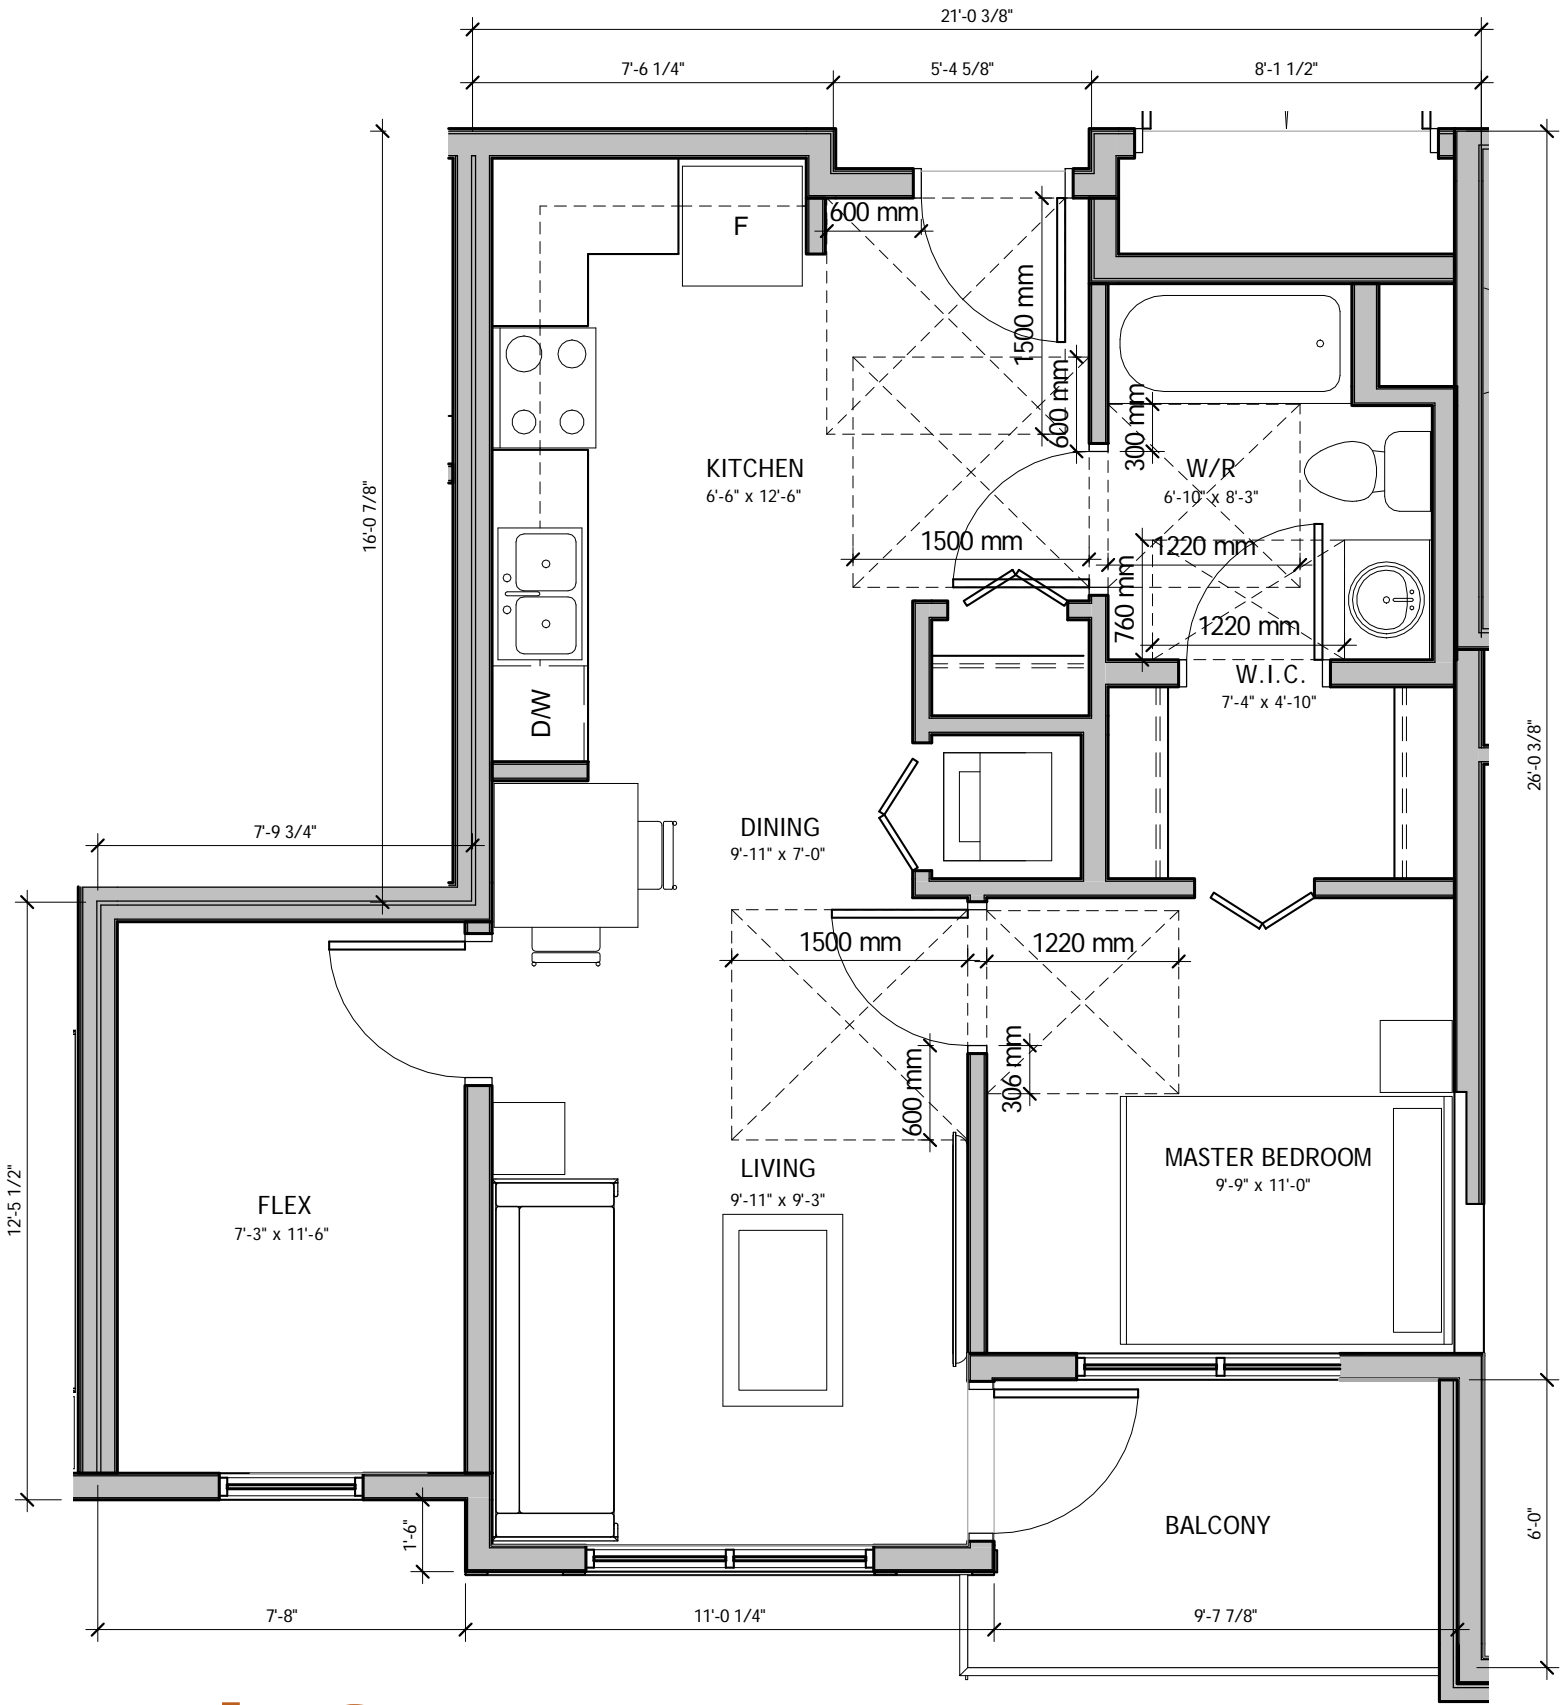 21'-0 3/8"
7'-6 1/4"
5'-4 5/8"
8'-1 1/2"
F
600 mm
1500 mm
600 mm
300 mm
KITCHEN
6'-6" x 12'-6"
W/R
6'-10" x 8'-3"
16'-0 7/8"
1500 mm
1220 mm
760 mm
1220 mm
W.I.C.
7'-4" x 4'-10"
D/W
26'-0 3/8"
7'-9 3/4"
DINING
9'-11" x 7'-0"
1500 mm
1220 mm
600 mm
306 mm
12'-5 1/2"
FLEX
7'-3" x 11'-6"
LIVING
9'-11" x 9'-3"
MASTER BEDROOM
9'-9" x 11'-0"
1'-6"
BALCONY
6'-0"
7'-8"
11'-0 1/4"
9'-7 7/8"